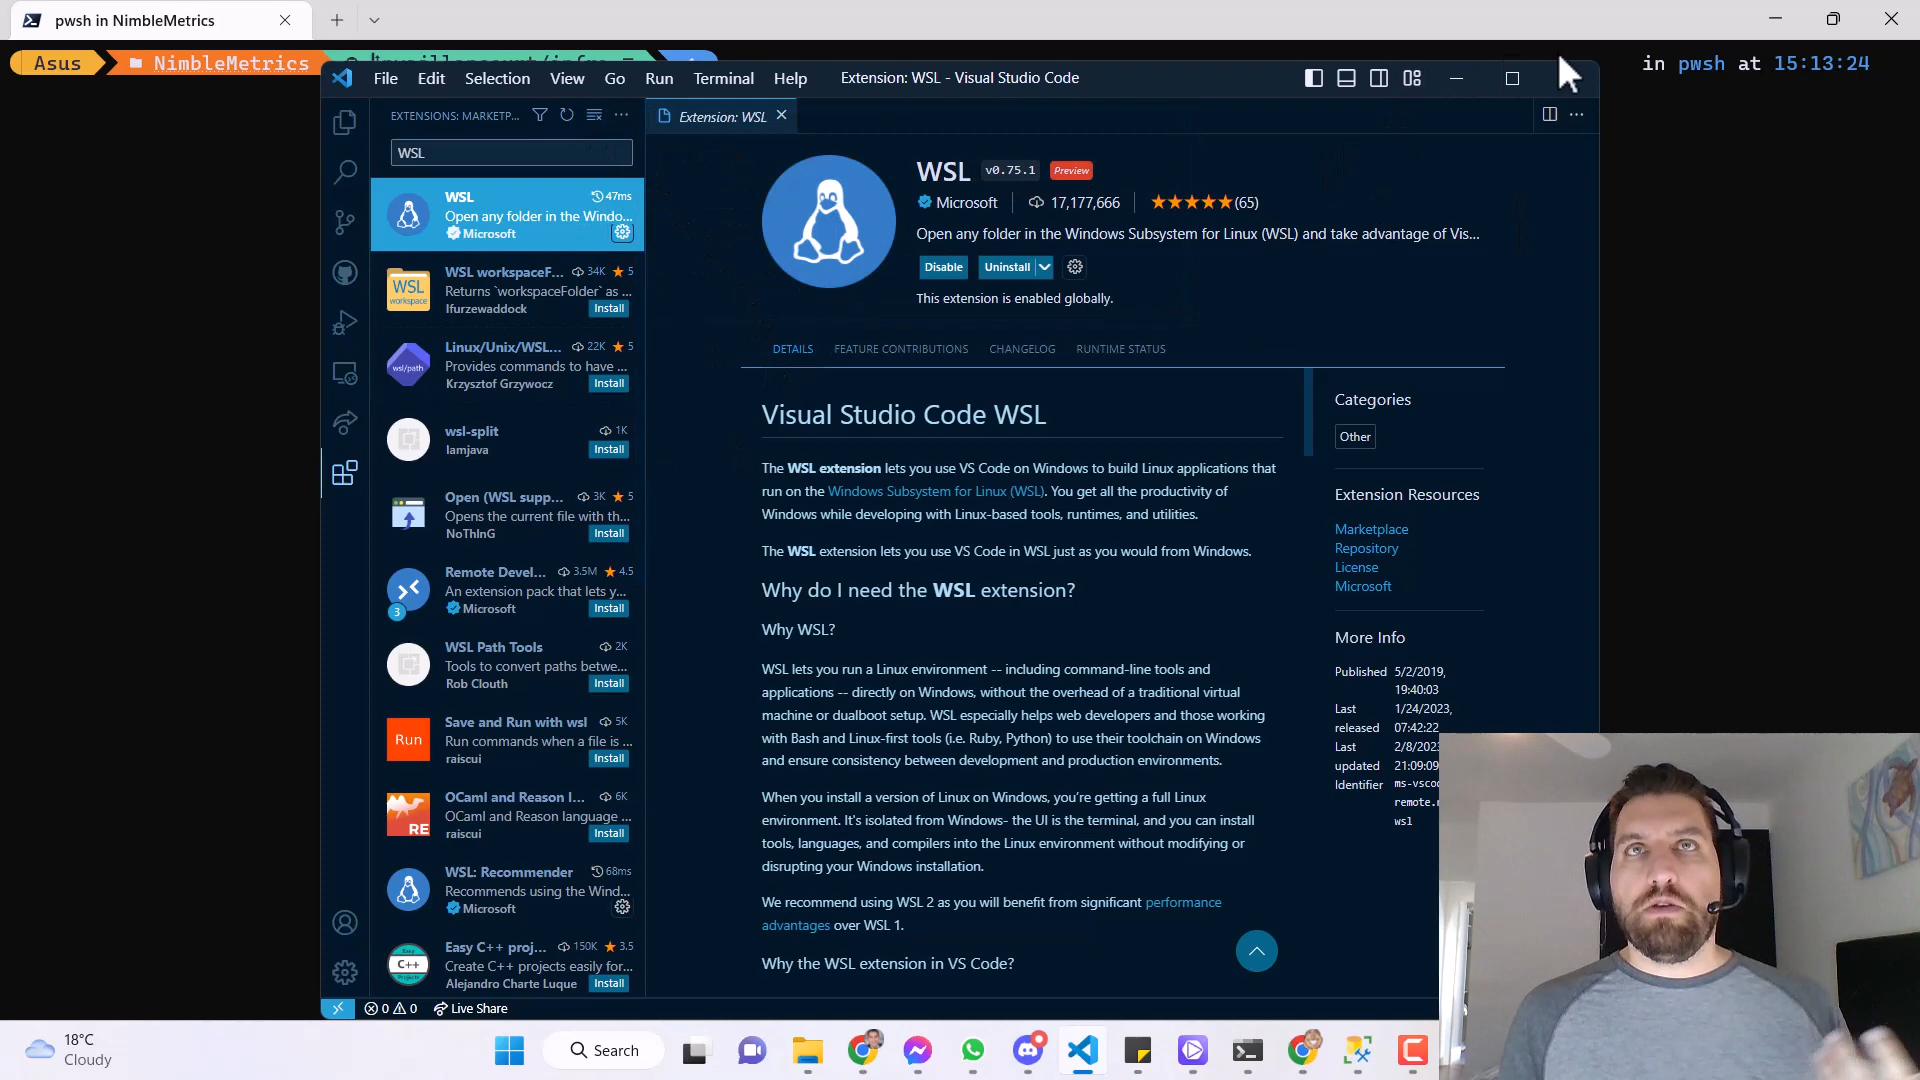 pwsh in NimbleMetrics
Asus
NimbleMetrics
in pwsh at 15:13:24
File Edit Selection View Go Run Terminal Help
Extension: WSL - Visual Studio Code
EXTENSIONS: MARKETP...
Extension: WSL
WSL
WSL
47ms
Open any folder in the Windo...
Microsoft
WSL workspaceF...
34K ★ 5
Returns `workspaceFolder` as ...
lfurzewaddock
Install
WSL
workspace
Linux/Unix/WSL...
22K ★ 5
Provides commands to have ...
Krzysztof Grzywocz
Install
wsl/path
wsl-split
1K
lamjava
Install
Open (WSL supp...
3K ★ 5
Opens the current file with th...
NoThInG
Install
Remote Devel...
3.5M ★ 4.5
An extension pack that lets y...
Microsoft
Install
3
WSL Path Tools
2K
Tools to convert paths betwe...
Rob Clouth
Install
Save and Run with wsl
5K
Run commands when a file is ...
raiscui
Install
Run
OCaml and Reason I...
6K
OCaml and Reason language ...
raiscui
Install
RE
WSL: Recommender
68ms
Recommends using the Wind...
Microsoft
Easy C++ proj...
150K ★ 3.5
Create C++ projects easily for...
Alejandro Charte Luque
Install
C++
Projects
WSL v0.75.1 Preview
Microsoft
17,177,666
★★★★★(65)
Open any folder in the Windows Subsystem for Linux (WSL) and take advantage of Vis...
Disable
Uninstall
This extension is enabled globally.
DETAILS
FEATURE CONTRIBUTIONS
CHANGELOG
RUNTIME STATUS
Visual Studio Code WSL
The WSL extension lets you use VS Code on Windows to build Linux applications that
run on the Windows Subsystem for Linux (WSL). You get all the productivity of
Windows while developing with Linux-based tools, runtimes, and utilities.
The WSL extension lets you use VS Code in WSL just as you would from Windows.
Why do I need the WSL extension?
Why WSL?
WSL lets you run a Linux environment -- including command-line tools and
applications -- directly on Windows, without the overhead of a traditional virtual
machine or dualboot setup. WSL especially helps web developers and those working
with Bash and Linux-first tools (i.e. Ruby, Python) to use their toolchain on Windows
and ensure consistency between development and production environments.
When you install a version of Linux on Windows, you're getting a full Linux
environment. It's isolated from Windows- the UI is the terminal, and you can install
tools, languages, and compilers into the Linux environment without modifying or
disrupting your Windows installation.
We recommend using WSL 2 as you will benefit from significant performance
advantages over WSL 1.
Why the WSL extension in VS Code?
Categories
Other
Extension Resources
Marketplace
Repository
License
Microsoft
More Info
Published 5/2/2019,
19:40:03
Last 1/24/2023,
released 07:42:22
Last 2/8/2023
updated 21:09:09
Identifier ms-vscod
remote.r
wsl
0 0
Live Share
18°C
Cloudy
Search